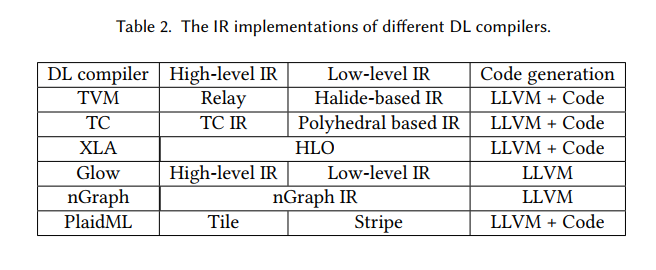 Table 2. The IR implementations of different DL compilers.
DL compiler High-level IR Low-level IR Code generation
TVM Relay Halide-based IR LLVM + Code
TC TC IR Polyhedral based IR LLVM + Code
XLA HLO LLVM + Code
Glow High-level IR Low-level IR LLVM
nGraph nGraph IR LLVM
PlaidML Tile Stripe LLVM + Code